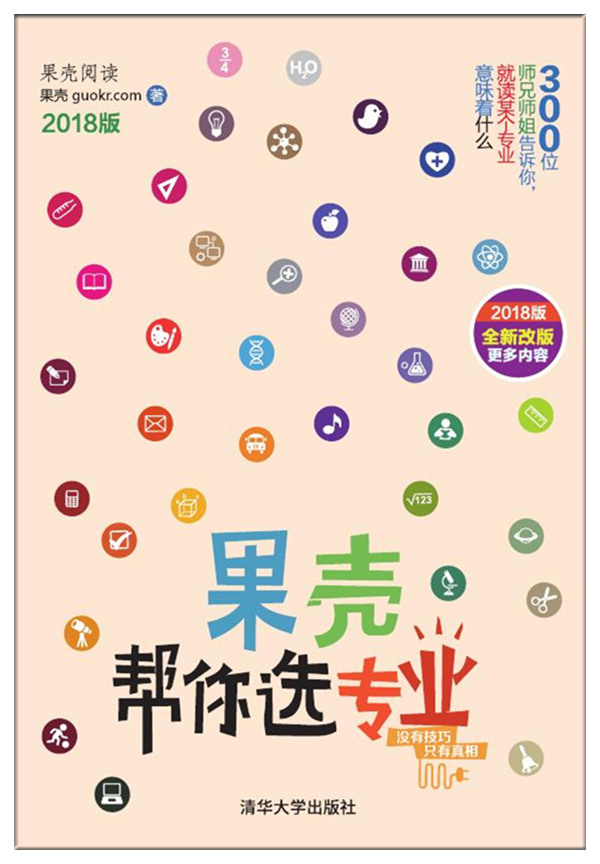 果壳阅读
果壳 guokr.com 著
2018版
3/4
H2O
300位
师兄师姐告诉你，
就读某个专业
意味着什么
2018版
全新改版
更多内容
√123
果壳
帮你选专业
没有技巧
只有真相
清华大学出版社